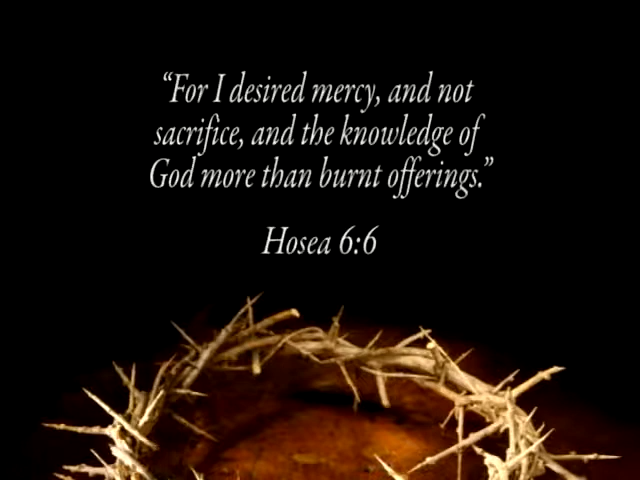 “For I desired mercy, and not
sacrifice, and the knowledge of
God more than burnt offerings.”
Hosea 6:6